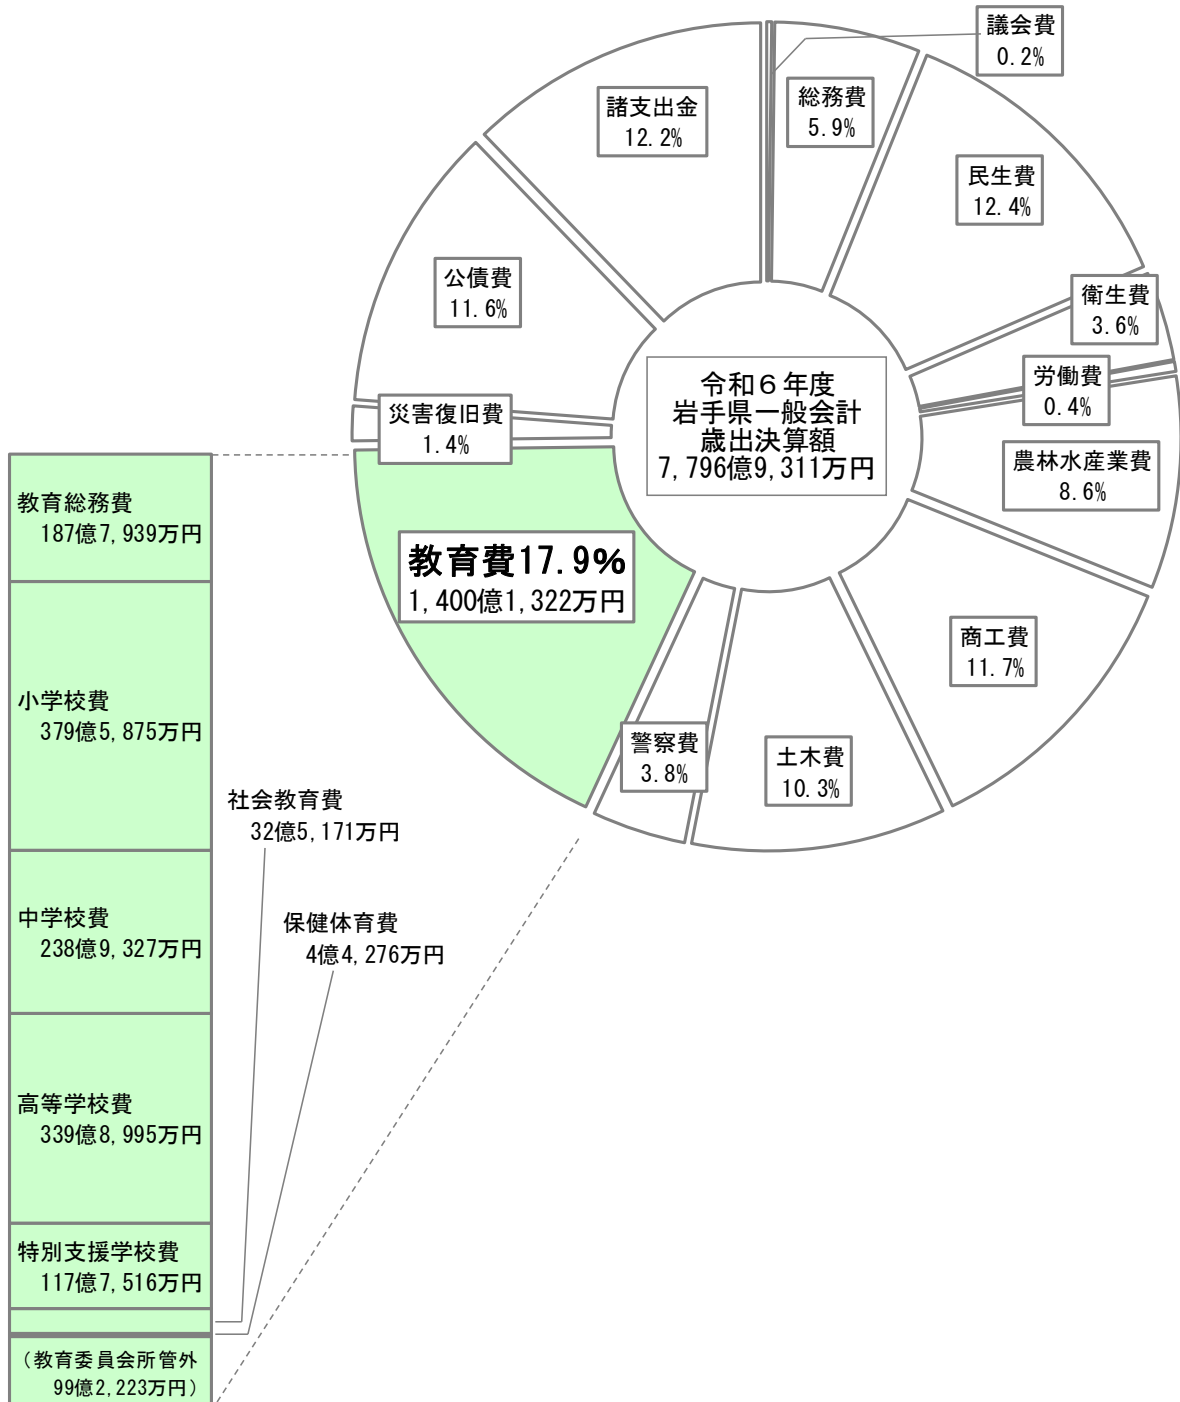 議会費
0.2%
総務費
5.9%
民生費
12.4%
衛生費
3.6%
労働費
0.4%
農林水産業費
8.6%
商工費
11.7%
土木費
10.3%
警察費
3.8%
教育費17.9%
1,400億1,322万円
災害復旧費
1.4%
公債費
11.6%
諸支出金
12.2%
令和６年度
岩手県一般会計
歳出決算額
7,796億9,311万円
教育総務費
187億7,939万円
小学校費
379億5,875万円
中学校費
238億9,327万円
高等学校費
339億8,995万円
特別支援学校費
117億7,516万円
社会教育費
32億5,171万円
保健体育費
4億4,276万円
（教育委員会所管外
99億2,223万円）